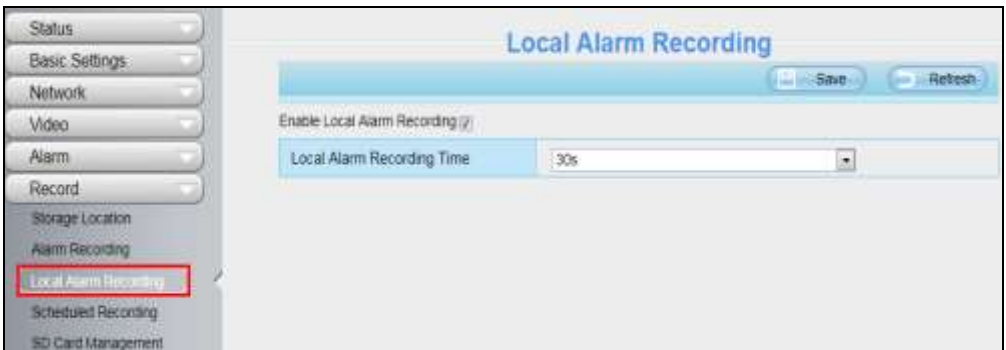 Status
Basic Settings
Network
Video
Alarm
Record
Storage Location
Alarm Recording
Local Alarm Recording
Scheduled Recording
SD Card Management
Local Alarm Recording
Save
Refresh
Enable Local Alarm Recording
Local Alarm Recording Time
30s